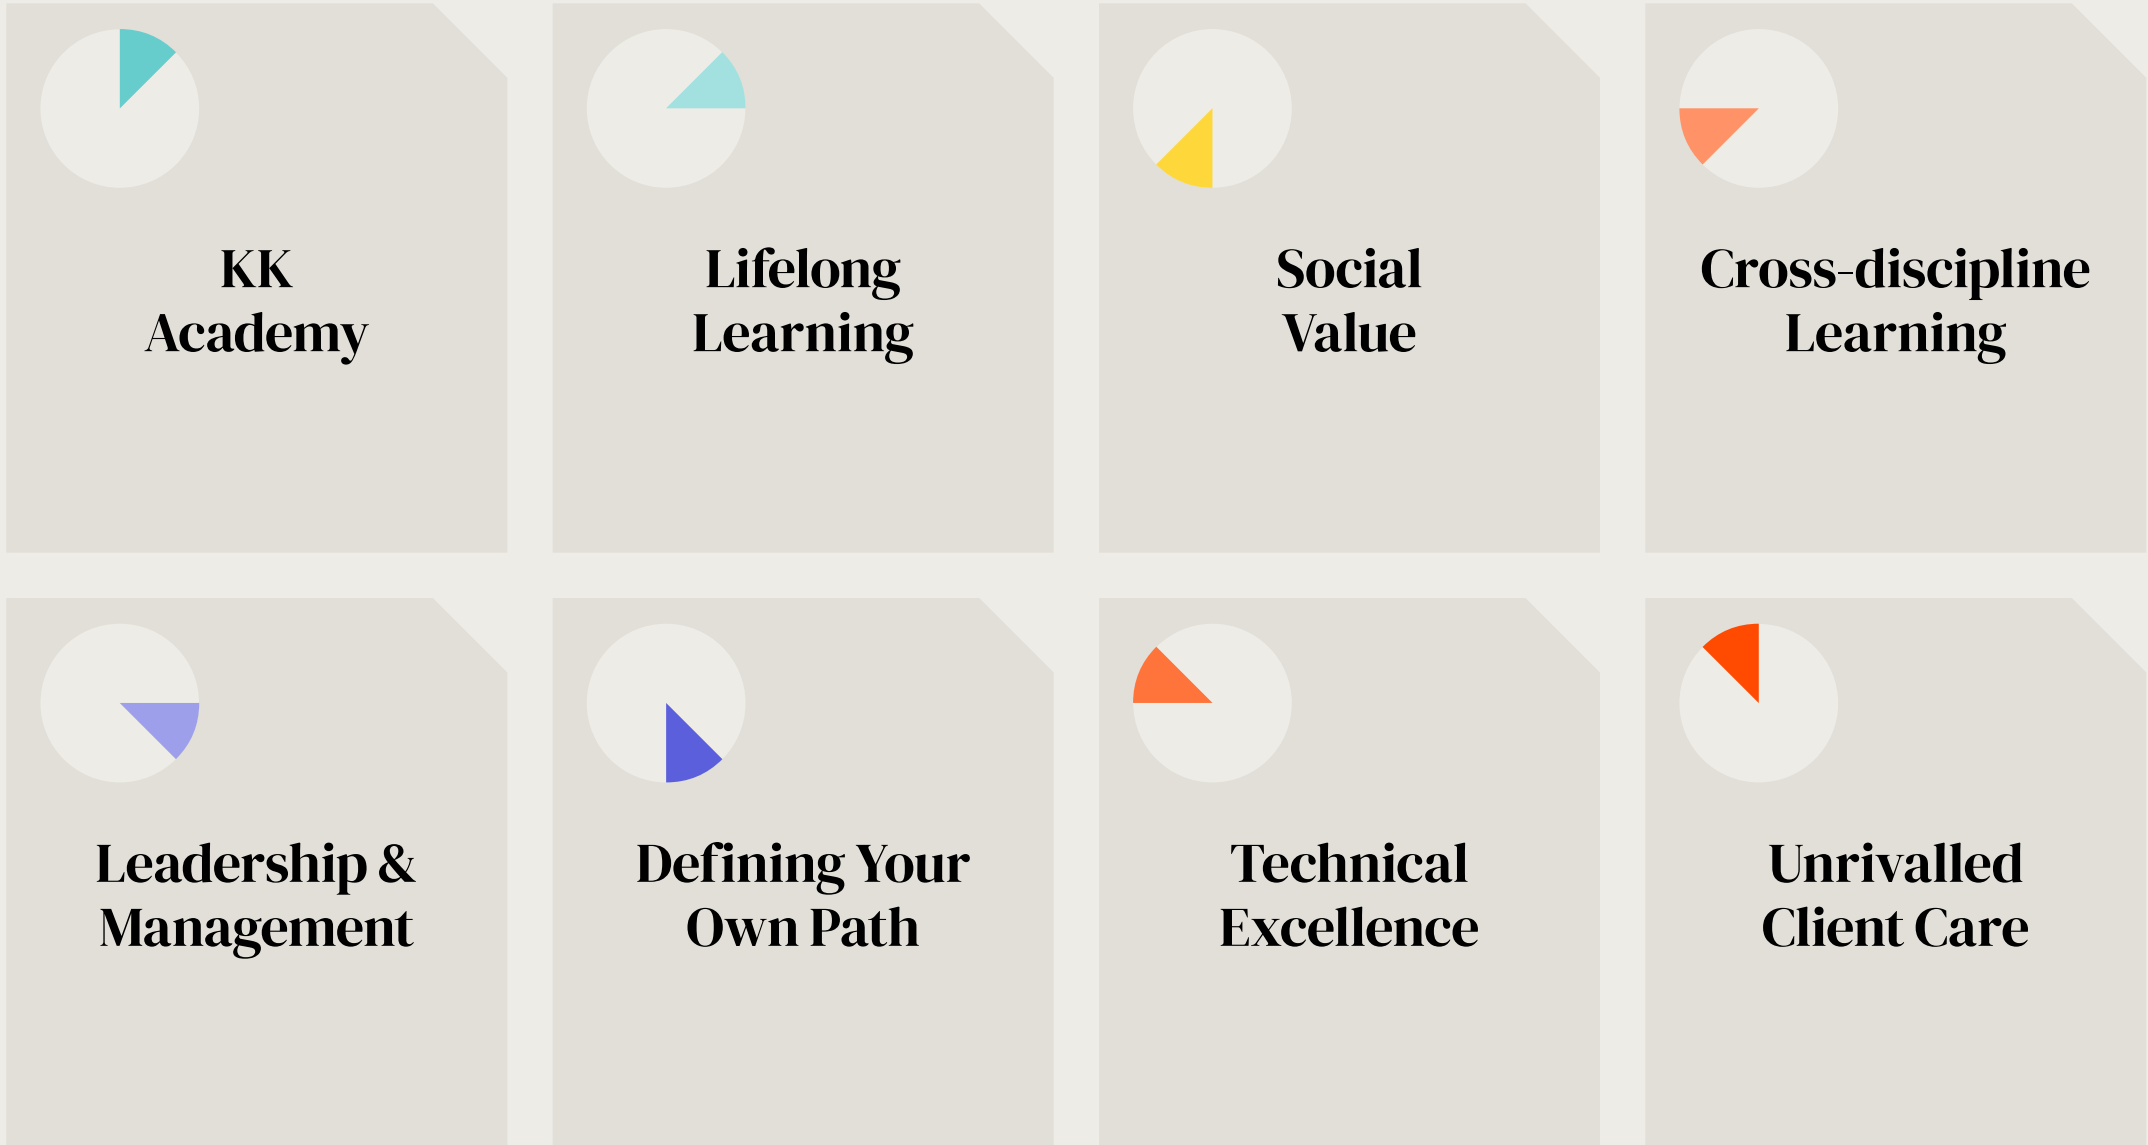 KK
Academy
Lifelong
Learning
Social
Value
Cross-discipline
Learning
Leadership &
Management
Defining Your
Own Path
Technical
Excellence
Unrivalled
Client Care